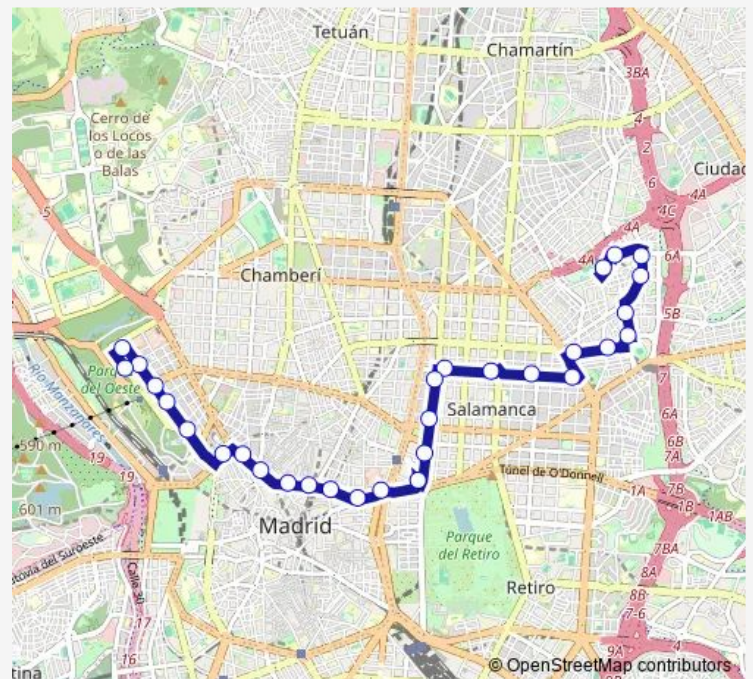 Tetuán
Chamartín
3BA
Cerro de
los Locos
o de las
Balas
4
2
Ciudad
6
4A
4C
5
4A
4A
6A
Chamberí
5B
Parque
del Oeste
Río Manzanares
7
Salamanca
6A
590 m
19
6B
7A
19
Túnel de O'Donnell
1A
7B
1B
1AB
601 m
Madrid
Parque
del Retiro
7BA
Autovía del Suroeste
8A
Calle 30
Retiro
8B
7-6
17
16
9A
4
tina
© OpenStreetMap contributors